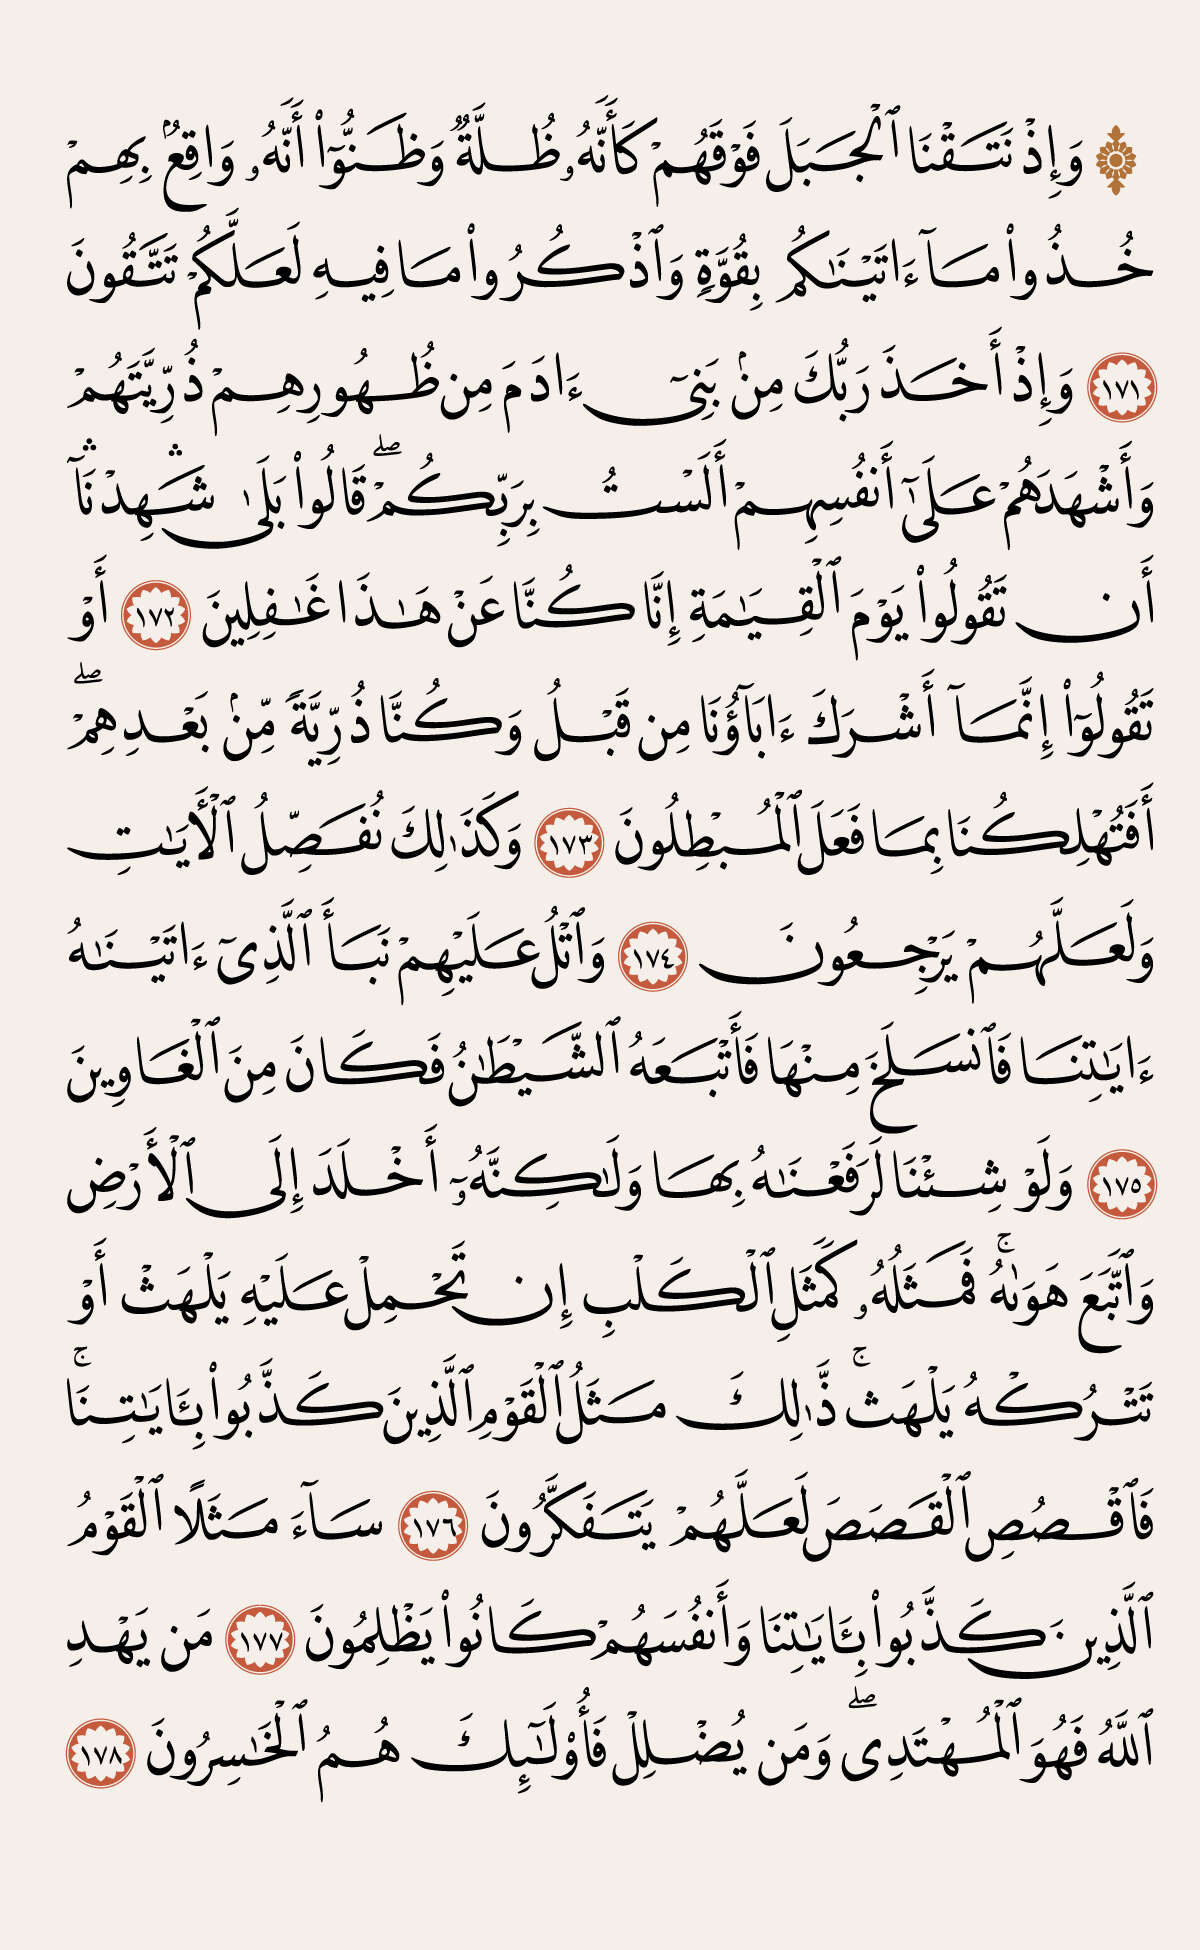 ۞ وَإِذْ نَتَقْنَا ٱلْجَبَلَ فَوْقَهُمْ كَأَنَّهُۥ ظُلَّةٌ وَظَنُّوٓا۟ أَنَّهُۥ وَاقِعٌۢ بِهِمْ
خُذُوا۟ مَآ ءَاتَيْنَٰكُم بِقُوَّةٍ وَٱذْكُرُوا۟ مَا فِيهِ لَعَلَّكُمْ تَتَّقُونَ
١٧١ وَإِذْ أَخَذَ رَبُّكَ مِنۢ بَنِىٓ ءَادَمَ مِن ظُهُورِهِمْ ذُرِّيَّتَهُمْ
وَأَشْهَدَهُمْ عَلَىٰٓ أَنفُسِهِمْ أَلَسْتُ بِرَبِّكُمْ ۖ قَالُوا۟ بَلَىٰ ۛ شَهِدْنَآ ۛ
أَن تَقُولُوا۟ يَوْمَ ٱلْقِيَٰمَةِ إِنَّا كُنَّا عَنْ هَٰذَا غَٰفِلِينَ ١٧٢ أَوْ
تَقُولُوٓا۟ إِنَّمَآ أَشْرَكَ ءَابَآؤُنَا مِن قَبْلُ وَكُنَّا ذُرِّيَّةً مِّنۢ بَعْدِهِمْ ۖ
أَفَتُهْلِكُنَا بِمَا فَعَلَ ٱلْمُبْطِلُونَ ١٧٣ وَكَذَٰلِكَ نُفَصِّلُ ٱلْأَيَٰتِ
وَلَعَلَّهُمْ يَرْجِعُونَ ١٧٤ وَٱتْلُ عَلَيْهِمْ نَبَأَ ٱلَّذِىٓ ءَاتَيْنَٰهُ
ءَايَٰتِنَا فَٱنسَلَخَ مِنْهَا فَأَتْبَعَهُ ٱلشَّيْطَٰنُ فَكَانَ مِنَ ٱلْغَاوِينَ
١٧٥ وَلَوْ شِئْنَا لَرَفَعْنَٰهُ بِهَا وَلَٰكِنَّهُۥٓ أَخْلَدَ إِلَى ٱلْأَرْضِ
وَٱتَّبَعَ هَوَىٰهُ ۚ فَمَثَلُهُۥ كَمَثَلِ ٱلْكَلْبِ إِن تَحْمِلْ عَلَيْهِ يَلْهَثْ أَوْ
تَتْرُكْهُ يَلْهَث ۚ ذَّٰلِكَ مَثَلُ ٱلْقَوْمِ ٱلَّذِينَ كَذَّبُوا۟ بِـَٔايَٰتِنَا ۚ
فَٱقْصُصِ ٱلْقَصَصَ لَعَلَّهُمْ يَتَفَكَّرُونَ ١٧٦ سَآءَ مَثَلًا ٱلْقَوْمُ
ٱلَّذِينَ كَذَّبُوا۟ بِـَٔايَٰتِنَا وَأَنفُسَهُمْ كَانُوا۟ يَظْلِمُونَ ١٧٧ مَن يَهْدِ
ٱللَّهُ فَهُوَ ٱلْمُهْتَدِى ۖ وَمَن يُضْلِلْ فَأُو۟لَٰٓئِكَ هُمُ ٱلْخَٰسِرُونَ ١٧٨